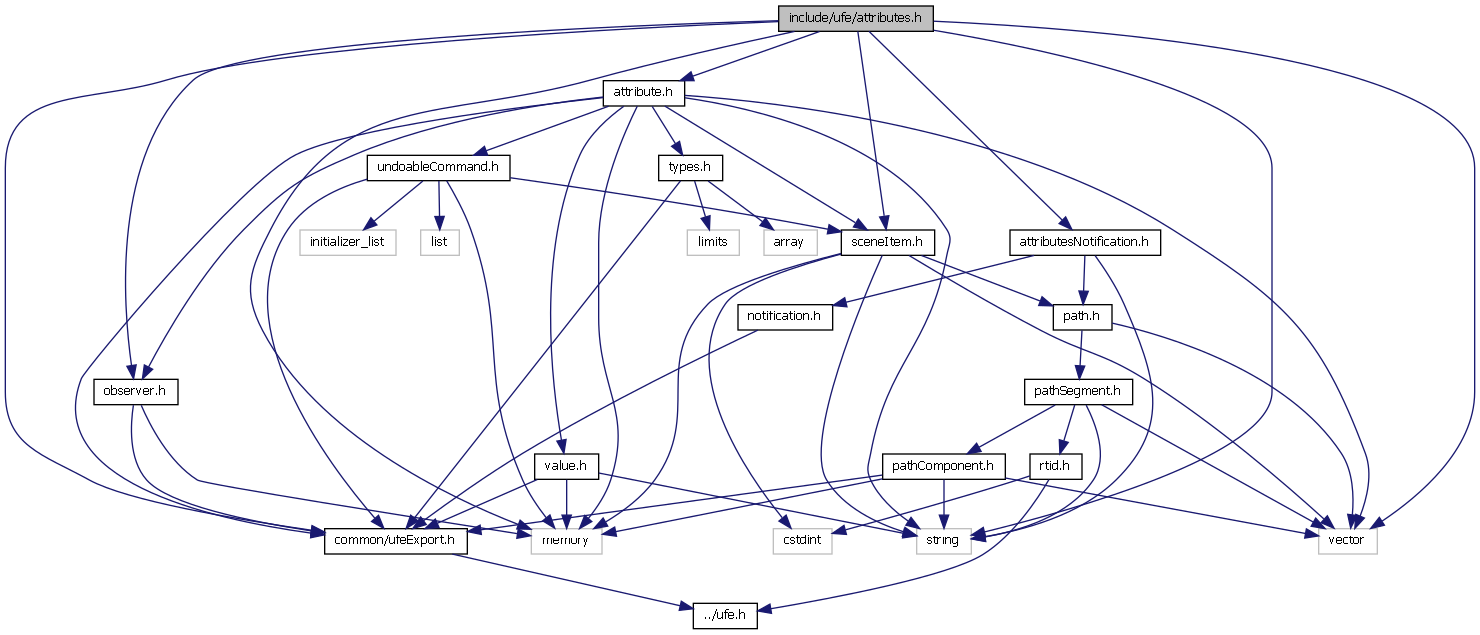 include/ufe/attributes.h
attribute.h
undoableCommand.h
types.h
initializer_list
list
limits
array
sceneItem.h
attributesNotification.h
notification.h
path.h
observer.h
pathSegment.h
value.h
pathComponent.h
rtid.h
common/ufeExport.h
memory
cstdint
string
vector
../ufe.h